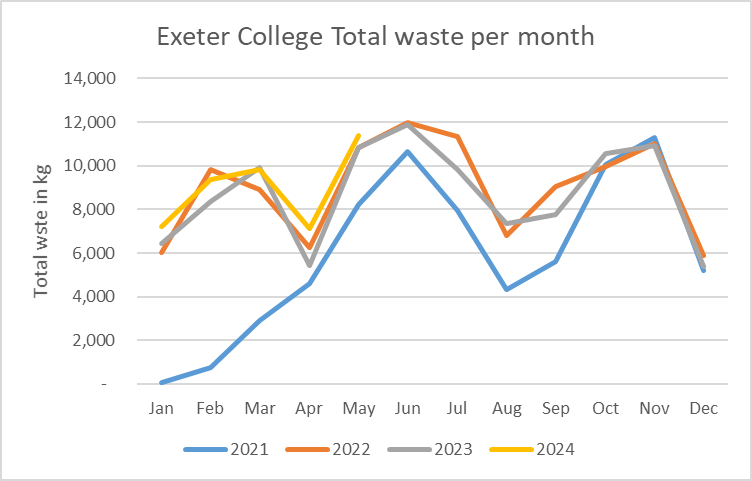 Exeter College Total waste per month
Total wste in kg
14,000
12,000
10,000
8,000
6,000
4,000
2,000
-
Jan Feb Mar Apr May Jun Jul Aug Sep Oct Nov Dec
2021 2022 2023 2024